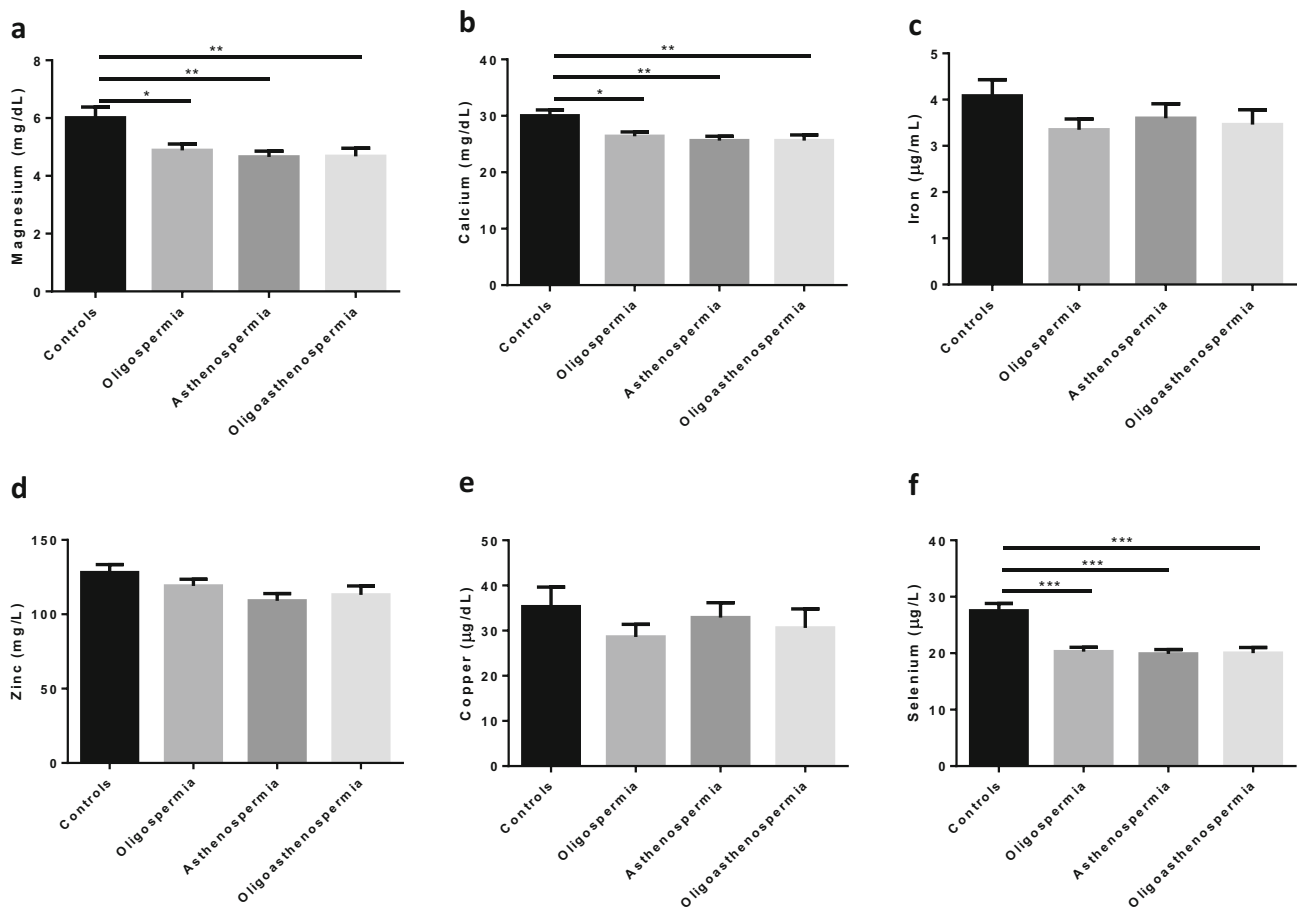 a
Magnesium (mg/dL)
8
6
4
2
0
**
**
*
Controls
Oligospermia
Asthenospermia
Oligoasthenospermia
b
Calcium (mg/dL)
40
30
20
10
0
**
**
*
Controls
Oligospermia
Asthenospermia
Oligoasthenospermia
c
Iron (µg/mL)
5
4
3
2
1
0
Controls
Oligospermia
Asthenospermia
Oligoasthenospermia
d
Zinc (mg/L)
150
100
50
0
Controls
Oligospermia
Asthenospermia
Oligoasthenospermia
e
Copper (µg/dL)
50
40
30
20
10
0
Controls
Oligospermia
Asthenospermia
Oligoasthenospermia
f
Selenium (µg/L)
40
30
20
10
0
***
***
***
Controls
Oligospermia
Asthenospermia
Oligoasthenospermia